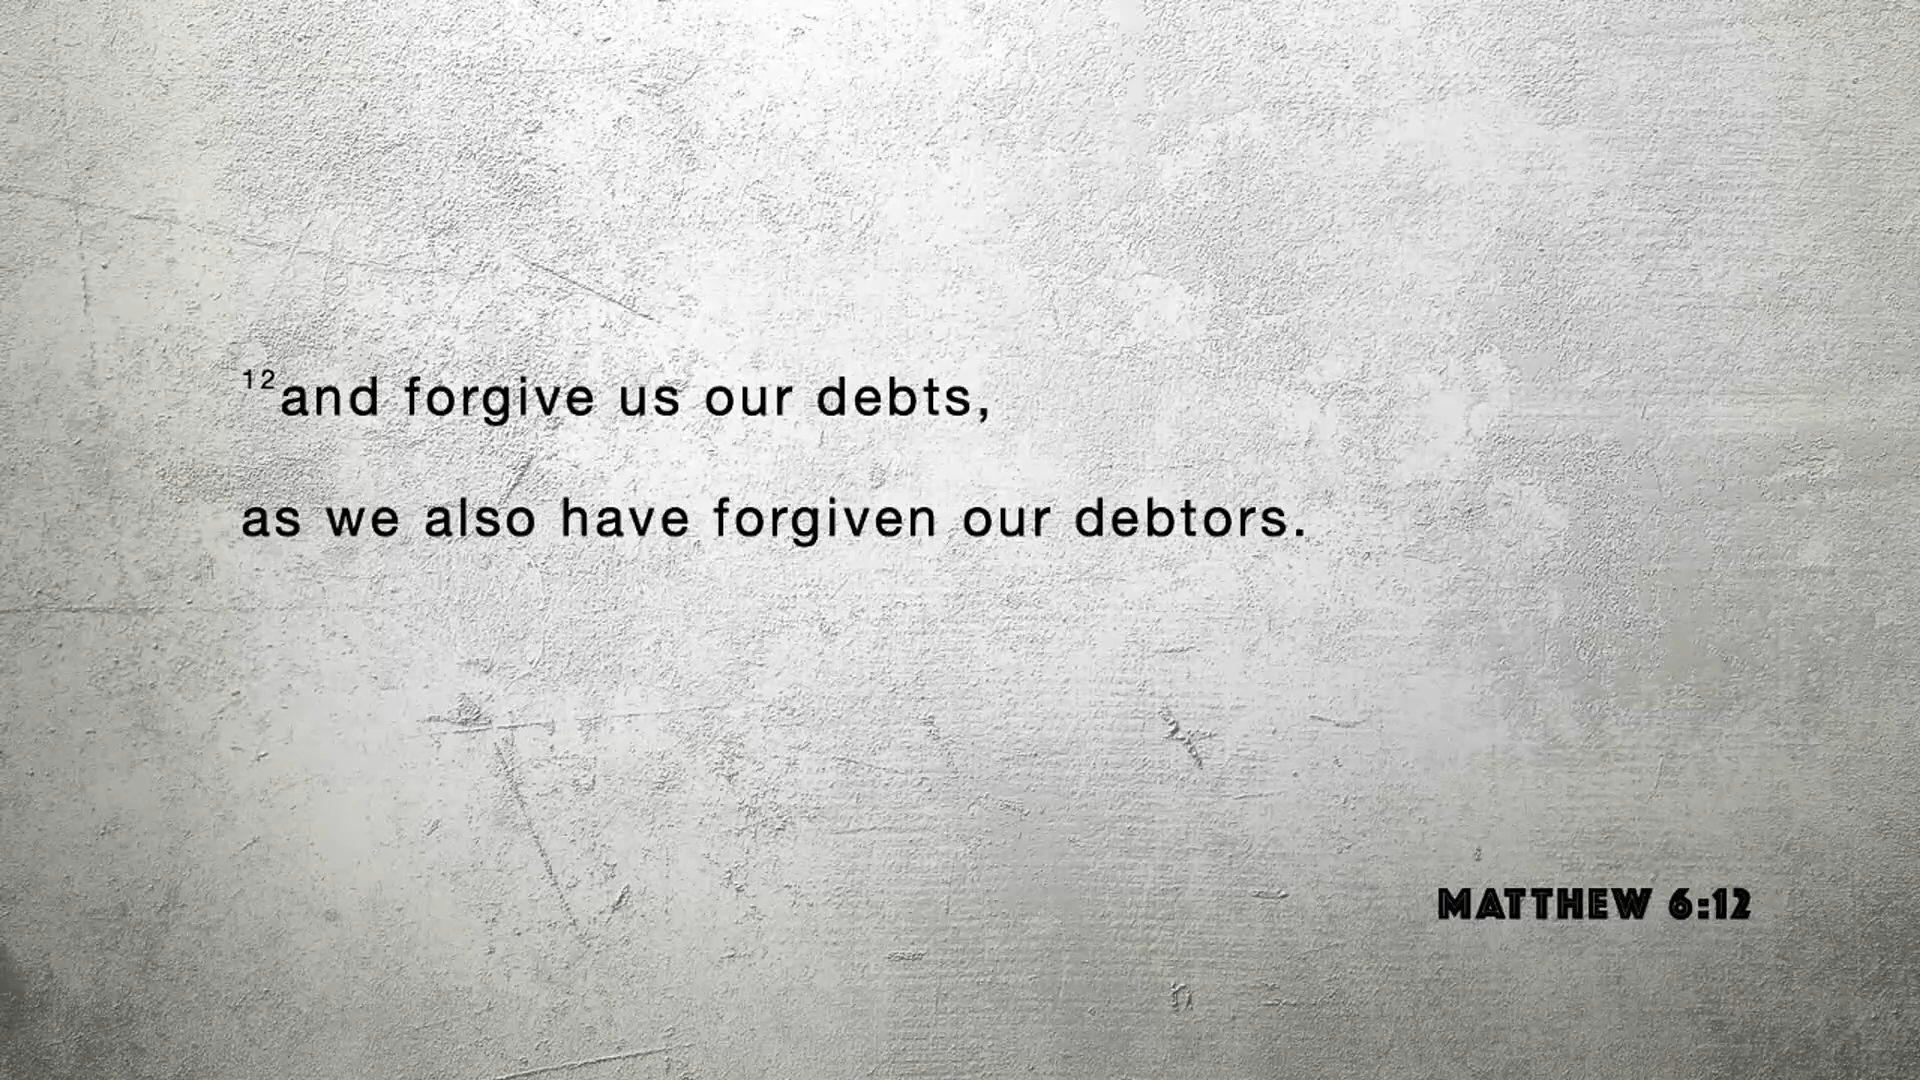 12and forgive us our debts,
as we also have forgiven our debtors.
MATTHEW 6:12